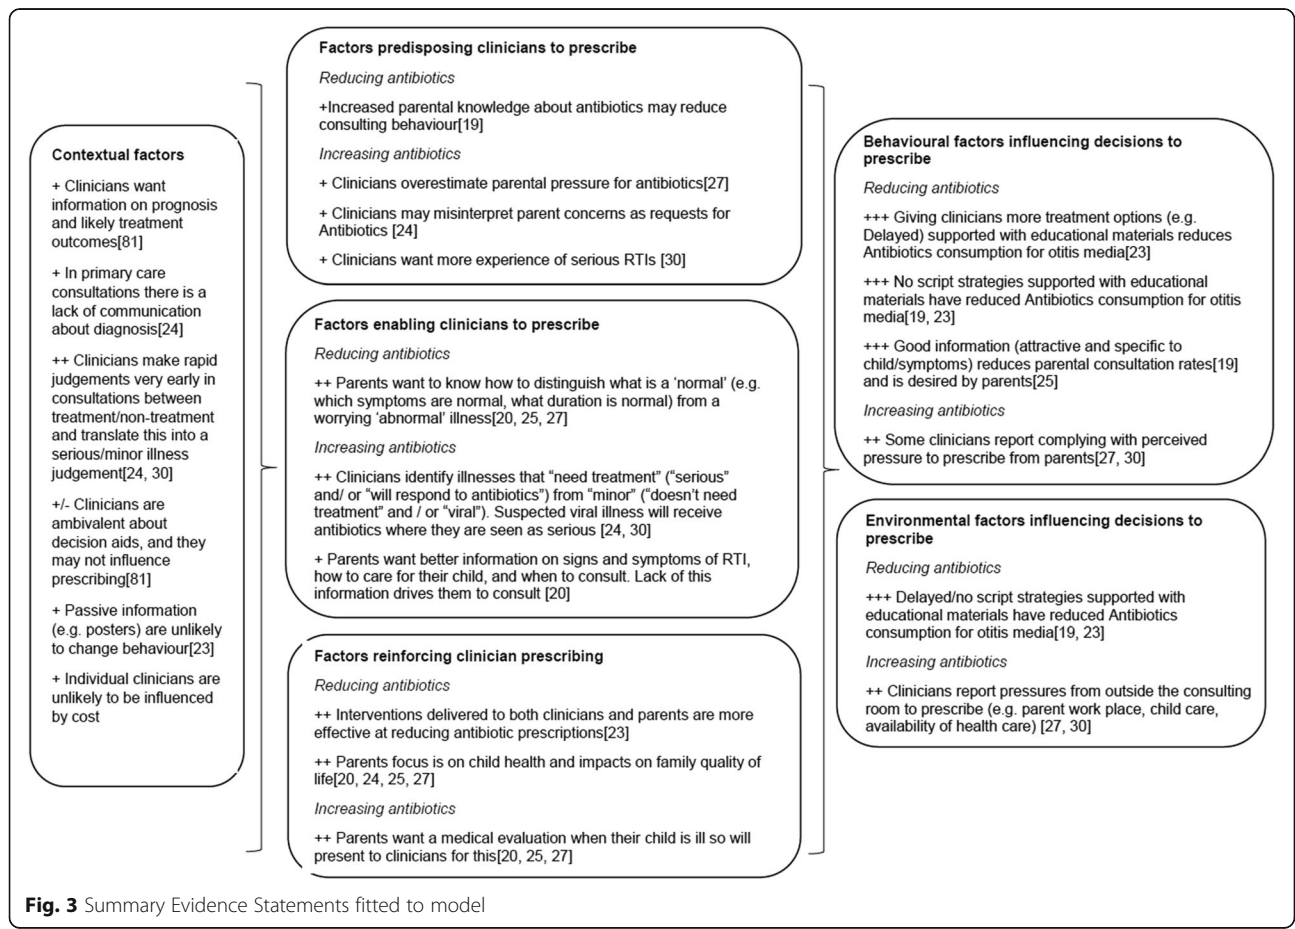 Contextual factors
+ Clinicians want
information on prognosis
and likely treatment
outcomes[81]
+ In primary care
consultations there is a
lack of communication
about diagnosis[24]
++ Clinicians make rapid
judgements very early in
consultations between
treatment/non-treatment
and translate this into a
serious/minor illness
judgement[24, 30]
+/- Clinicians are
ambivalent about
decision aids, and they
may not influence
prescribing[81]
+ Passive information
(e.g. posters) are unlikely
to change behaviour[23]
+ Individual clinicians are
unlikely to be influenced
by cost
Factors predisposing clinicians to prescribe
Reducing antibiotics
+Increased parental knowledge about antibiotics may reduce
consulting behaviour[19]
Increasing antibiotics
+ Clinicians overestimate parental pressure for antibiotics[27]
+ Clinicians may misinterpret parent concerns as requests for
Antibiotics [24]
+ Clinicians want more experience of serious RTIs [30]
Factors enabling clinicians to prescribe
Reducing antibiotics
++ Parents want to know how to distinguish what is a ‘normal’ (e.g.
which symptoms are normal, what duration is normal) from a
worrying ‘abnormal’ illness[20, 25, 27]
Increasing antibiotics
++ Clinicians identify illnesses that “need treatment” (“serious”
and/ or “will respond to antibiotics”) from “minor” (“doesn’t need
treatment” and / or “viral”). Suspected viral illness will receive
antibiotics where they are seen as serious [24, 30]
+ Parents want better information on signs and symptoms of RTI,
how to care for their child, and when to consult. Lack of this
information drives them to consult [20]
Factors reinforcing clinician prescribing
Reducing antibiotics
++ Interventions delivered to both clinicians and parents are more
effective at reducing antibiotic prescriptions[23]
++ Parents focus is on child health and impacts on family quality of
life[20, 24, 25, 27]
Increasing antibiotics
++ Parents want a medical evaluation when their child is ill so will
present to clinicians for this[20, 25, 27]
Behavioural factors influencing decisions to
prescribe
Reducing antibiotics
+++ Giving clinicians more treatment options (e.g.
Delayed) supported with educational materials reduces
Antibiotics consumption for otitis media[23]
+++ No script strategies supported with educational
materials have reduced Antibiotics consumption for otitis
media[19, 23]
+++ Good information (attractive and specific to
child/symptoms) reduces parental consultation rates[19]
and is desired by parents[25]
Increasing antibiotics
++ Some clinicians report complying with perceived
pressure to prescribe from parents[27, 30]
Environmental factors influencing decisions to
prescribe
Reducing antibiotics
+++ Delayed/no script strategies supported with
educational materials have reduced Antibiotics
consumption for otitis media[19, 23]
Increasing antibiotics
++ Clinicians report pressures from outside the consulting
room to prescribe (e.g. parent work place, child care,
availability of health care) [27, 30]
Fig. 3 Summary Evidence Statements fitted to model